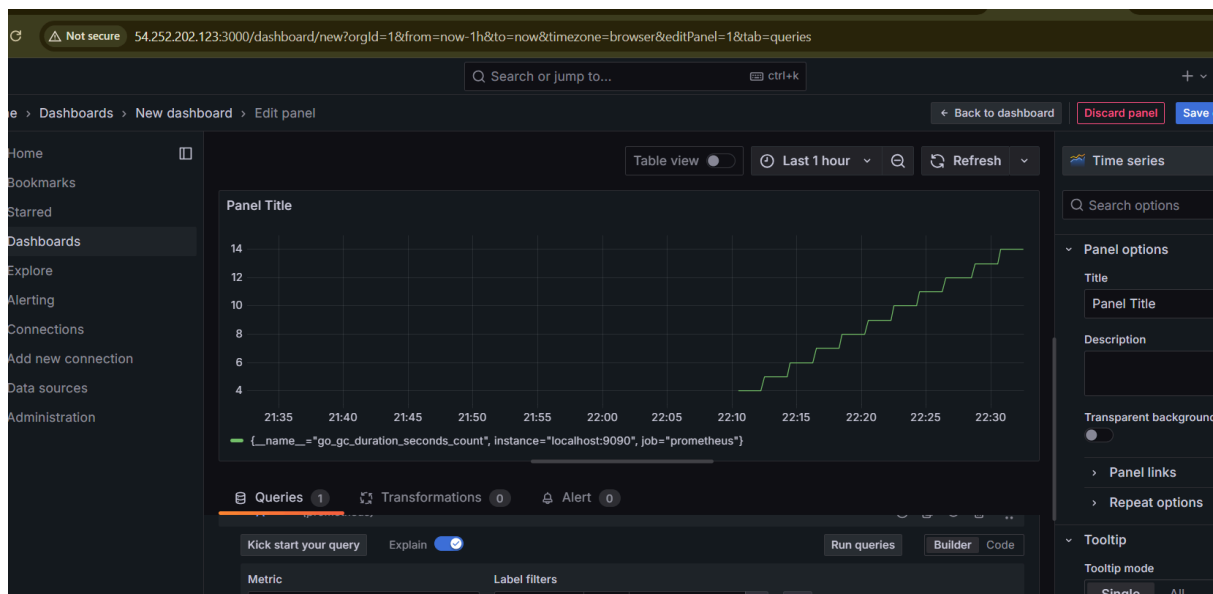 Not secure 54.252.202.123:3000/dashboard/new?orgId=1&from=now-1h&to=now&timezone=browser&editPanel=1&tab=queries
Search or jump to... ctrl+k
Dashboards > New dashboard > Edit panel
← Back to dashboard
Discard panel
Save
Home
Bookmarks
Starred
Dashboards
Explore
Alerting
Connections
Add new connection
Data sources
Administration
Table view
Last 1 hour
Refresh
Panel Title
14
12
10
8
6
4
21:35 21:40 21:45 21:50 21:55 22:00 22:05 22:10 22:15 22:20 22:25 22:30
{__name__="go_gc_duration_seconds_count", instance="localhost:9090", job="prometheus"}
Queries 1 Transformations 0 Alert 0
Kick start your query Explain Run queries Builder Code
Metric Label filters
Time series
Search options
Panel options
Title
Panel Title
Description
Transparent background
Panel links
Repeat options
Tooltip
Tooltip mode
Single All